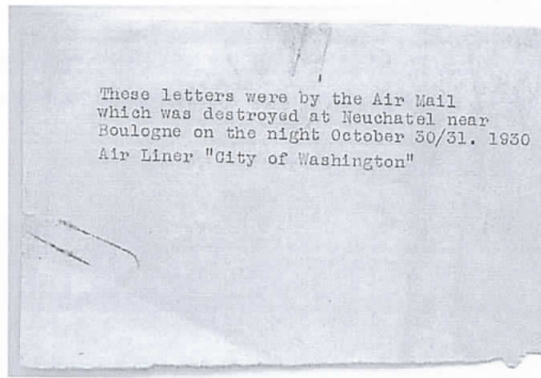 These letters were by the Air Mail
which was destroyed at Neuchatel near
Boulogne on the night October 30/31. 1930
Air Liner "City of Washington"